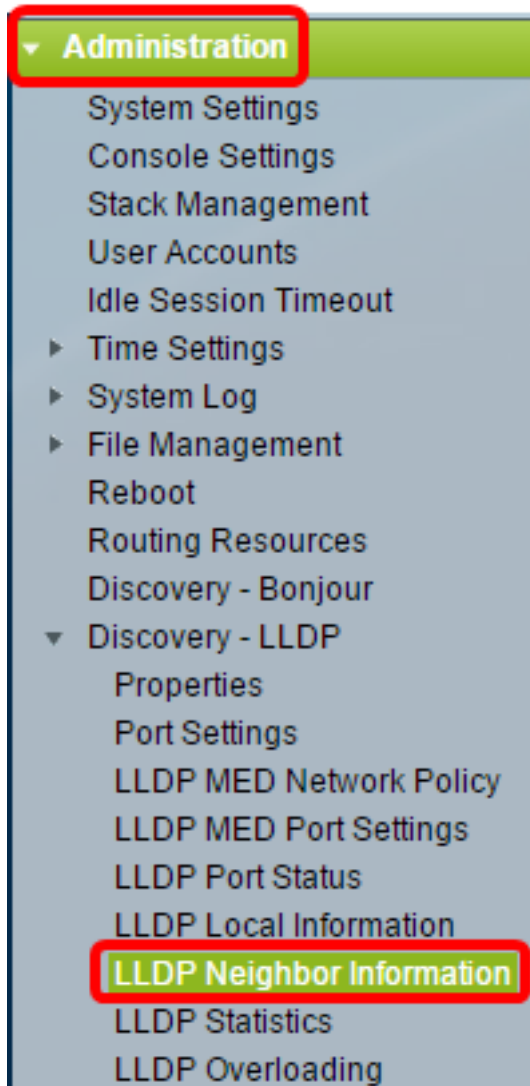 Administration
System Settings
Console Settings
Stack Management
User Accounts
Idle Session Timeout
Time Settings
System Log
File Management
Reboot
Routing Resources
Discovery - Bonjour
Discovery - LLDP
Properties
Port Settings
LLDP MED Network Policy
LLDP MED Port Settings
LLDP Port Status
LLDP Local Information
LLDP Neighbor Information
LLDP Statistics
LLDP Overloading